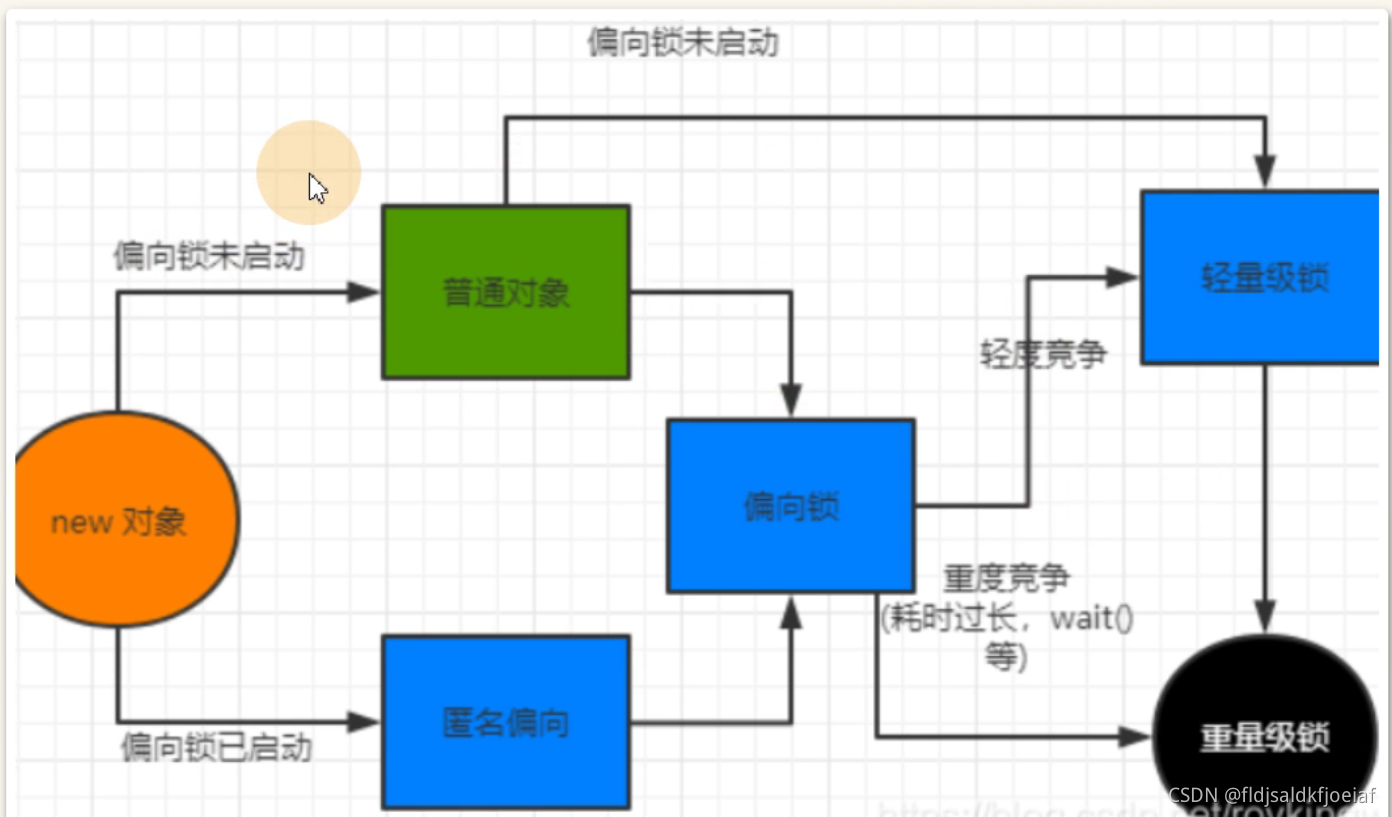 偏向锁未启动
偏向锁未启动
普通对象
轻量级锁
轻度竞争
new 对象
偏向锁
重度竞争
(耗时过长，wait()
等)
匿名偏向
偏向锁已启动
重量级锁
CSDN @fldjsaldkfjoeiaf